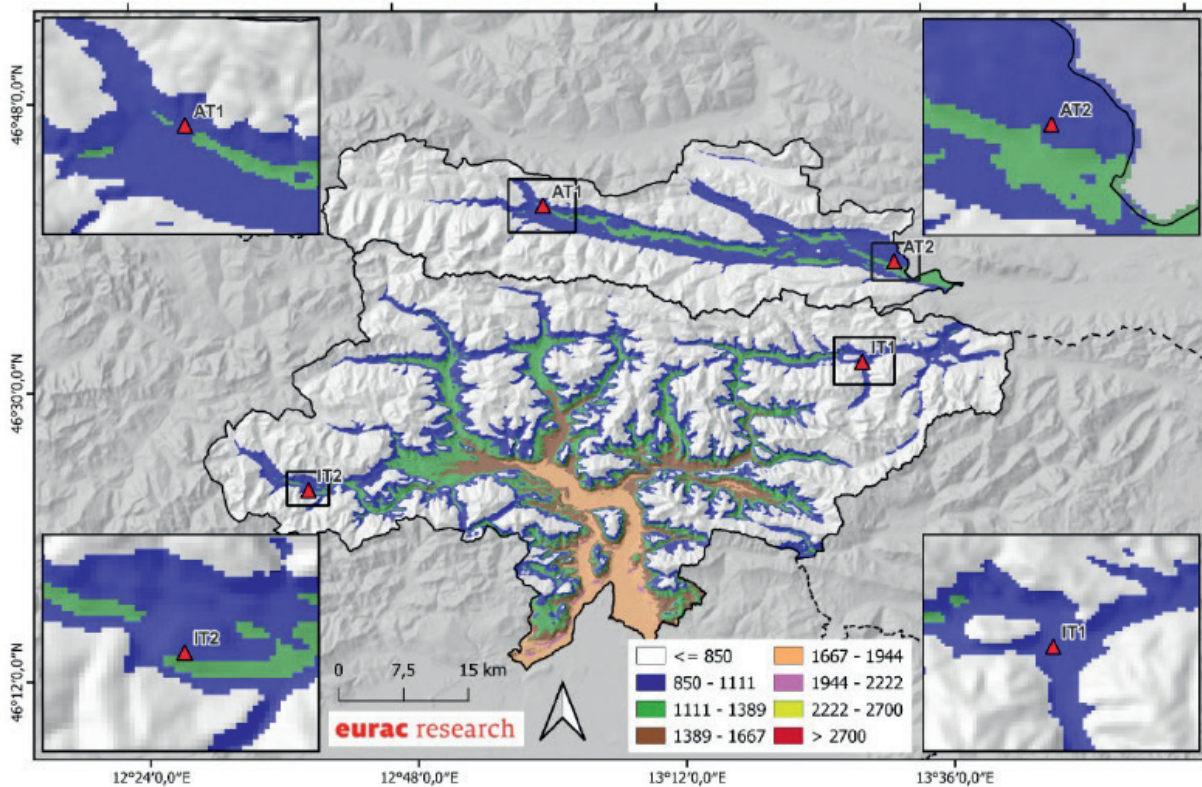 AT1
AT2
46°48'0,0"N
AT1
AT2
IT1
46°30'0,0"N
IT2
IT2
IT1
46°12'0,0"N
0 7,5 15 km
eurac research
<= 850
850 - 1111
1111 - 1389
1389 - 1667
1667 - 1944
1944 - 2222
2222 - 2700
> 2700
12°24'0,0"E
12°48'0,0"E
13°12'0,0"E
13°36'0,0"E